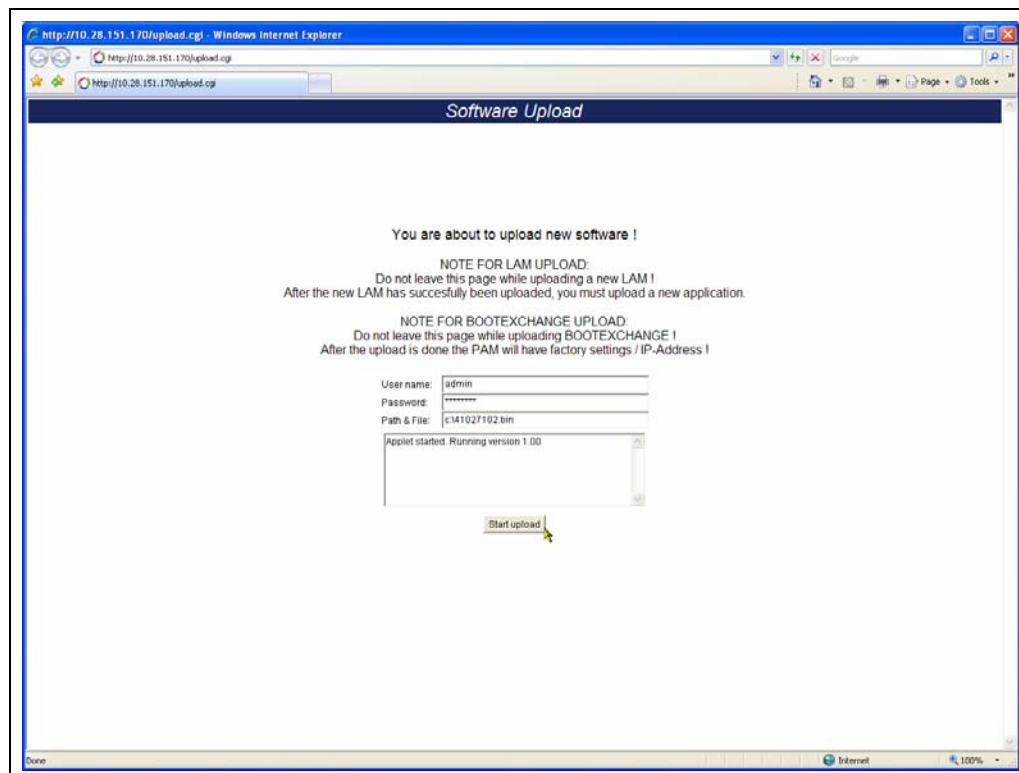 http://10.28.151.170/upload.cgi - Windows Internet Explorer
http://10.28.151.170/upload.cgi
Google
http://10.28.151.170/upload.cgi
Page
Tools
Software Upload
You are about to upload new software !
NOTE FOR LAM UPLOAD:
Do not leave this page while uploading a new LAM !
After the new LAM has succesfully been uploaded, you must upload a new application.
NOTE FOR BOOTEXCHANGE UPLOAD:
Do not leave this page while uploading BOOTEXCHANGE !
After the upload is done the PAM will have factory settings / IP-Address !
User name: admin
Password: ********
Path & File: c:\41027102.bin
Applet started. Running version 1.00
Start upload
Done
Internet
100%